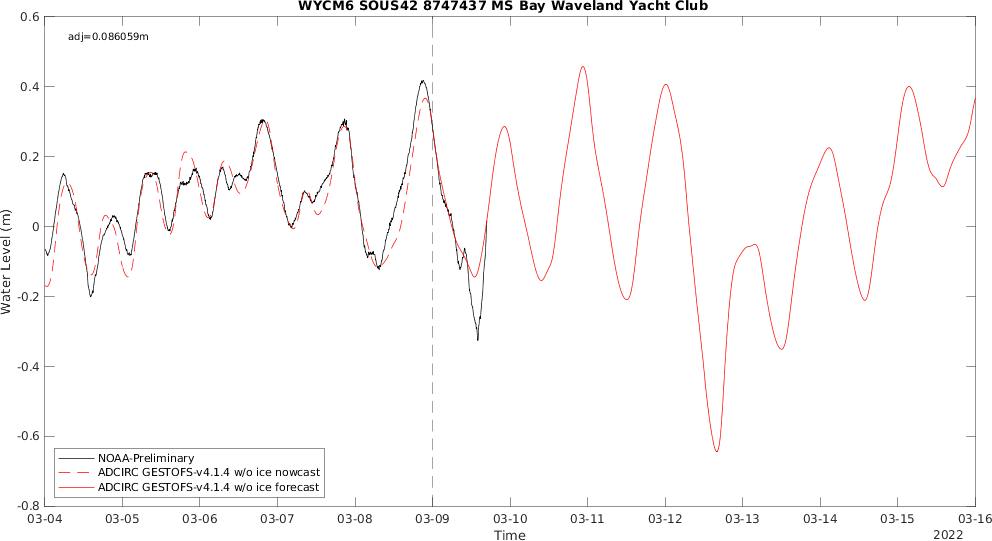 WYCM6 SOUS42 8747437 MS Bay Waveland Yacht Club
adj=0.086059m
0.6
0.4
0.2
0
-0.2
-0.4
-0.6
-0.8
Water Level (m)
NOAA-Preliminary
ADCIRC GESTOFS-v4.1.4 w/o ice nowcast
ADCIRC GESTOFS-v4.1.4 w/o ice forecast
03-04 03-05 03-06 03-07 03-08 03-09 03-10 03-11 03-12 03-13 03-14 03-15 03-16
Time
2022